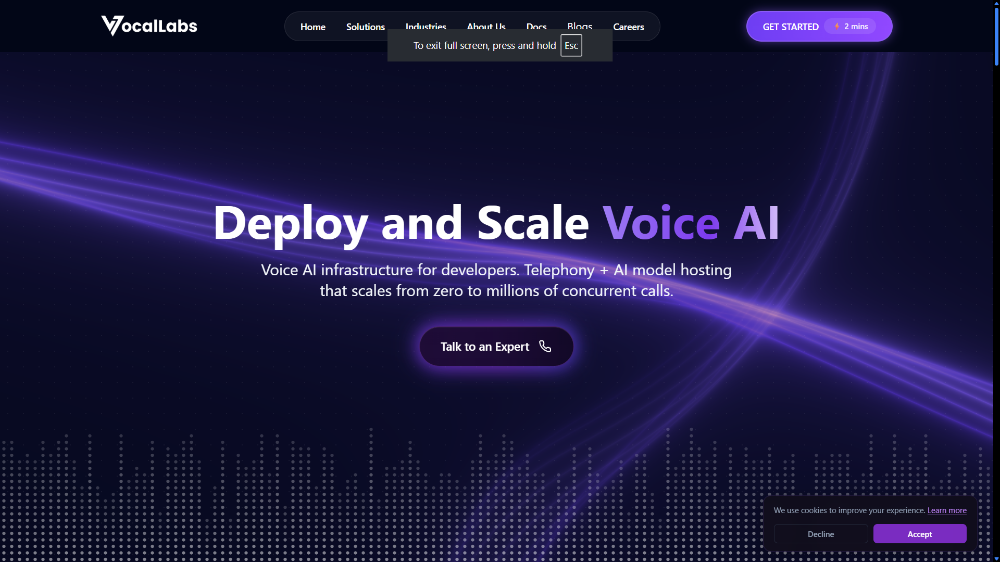 VocalLabs
Home Solutions Industries About Us Docs Blogs Careers
GET STARTED 2 mins
To exit full screen, press and hold Esc
Deploy and Scale Voice AI
Voice AI infrastructure for developers. Telephony + AI model hosting
that scales from zero to millions of concurrent calls.
Talk to an Expert
We use cookies to improve your experience. Learn more
Decline Accept